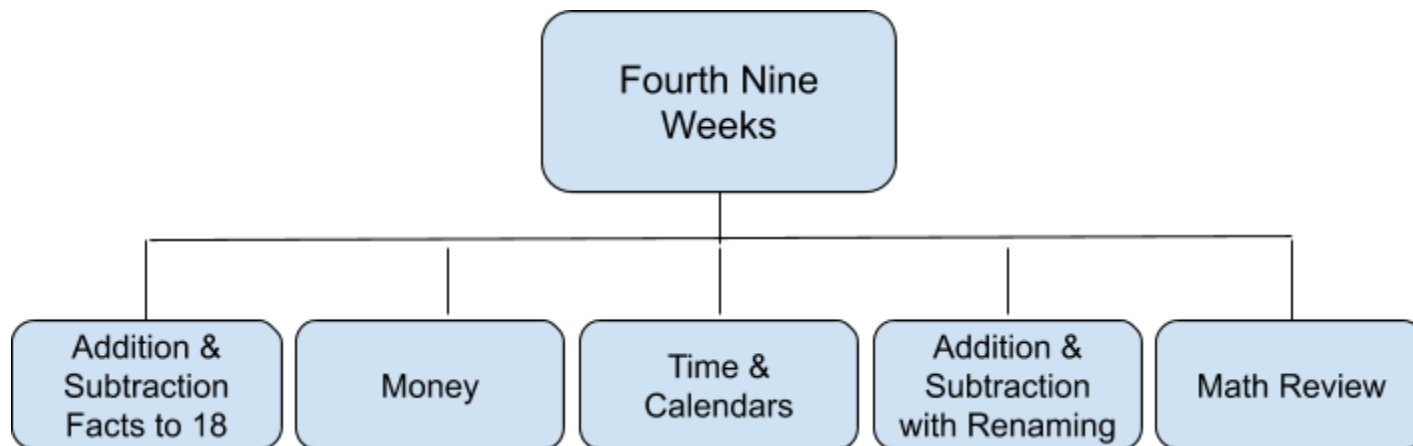 Fourth Nine
Weeks
Addition &
Subtraction
Facts to 18
Money
Time &
Calendars
Addition &
Subtraction
with Renaming
Math Review